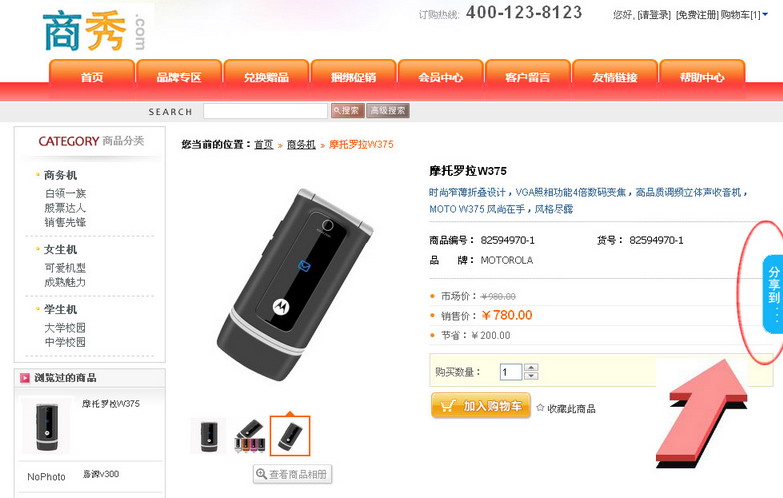 商秀.com
订购热线: 400-123-8123
您好, [请登录] [免费注册] 购物车[1]
首页 品牌专区 兑换赠品 捆绑促销 会员中心 客户留言 友情链接 帮助中心
SEARCH 搜索 高级搜索
CATEGORY 商品分类
商务机
白领一族
股票达人
销售先锋
女生机
可爱机型
成熟魅力
学生机
大学校园
中学校园
浏览过的商品
摩托罗拉W375
NoPhoto
v300
您当前的位置：首页 » 商务机 » 摩托罗拉W375
查看商品相册
摩托罗拉W375
时尚窄薄折叠设计，VGA照相功能4倍数码变焦，高品质调频立体声收音机，
MOTO W375 风尚在手，风格尽露
商品编号： 82594970-1 货号： 82594970-1
品 牌： MOTOROLA
市场价： ￥980.00
销售价： ￥780.00
节省： ￥200.00
购买数量： 1
加入购物车 ☆ 收藏此商品
分享到：...